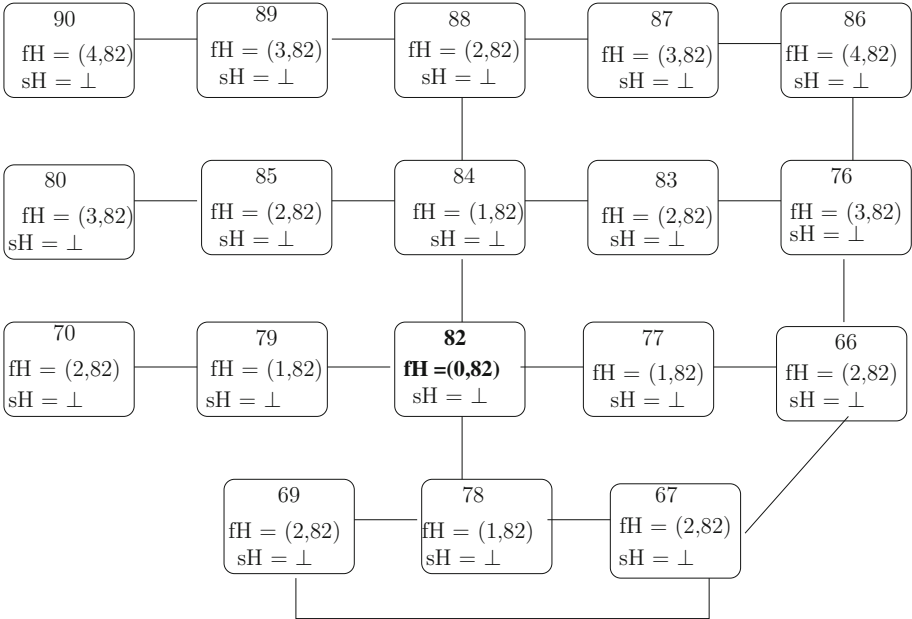 90
fH = (4,82)
sH = ⊥
89
fH = (3,82)
sH = ⊥
88
fH = (2,82)
sH = ⊥
87
fH = (3,82)
sH = ⊥
86
fH = (4,82)
sH = ⊥
80
fH = (3,82)
sH = ⊥
85
fH = (2,82)
sH = ⊥
84
fH = (1,82)
sH = ⊥
83
fH = (2,82)
sH = ⊥
76
fH = (3,82)
sH = ⊥
70
fH = (2,82)
sH = ⊥
79
fH = (1,82)
sH = ⊥
82
fH =(0,82)
sH = ⊥
77
fH = (1,82)
sH = ⊥
66
fH = (2,82)
sH = ⊥
69
fH = (2,82)
sH = ⊥
78
fH = (1,82)
sH = ⊥
67
fH = (2,82)
sH = ⊥